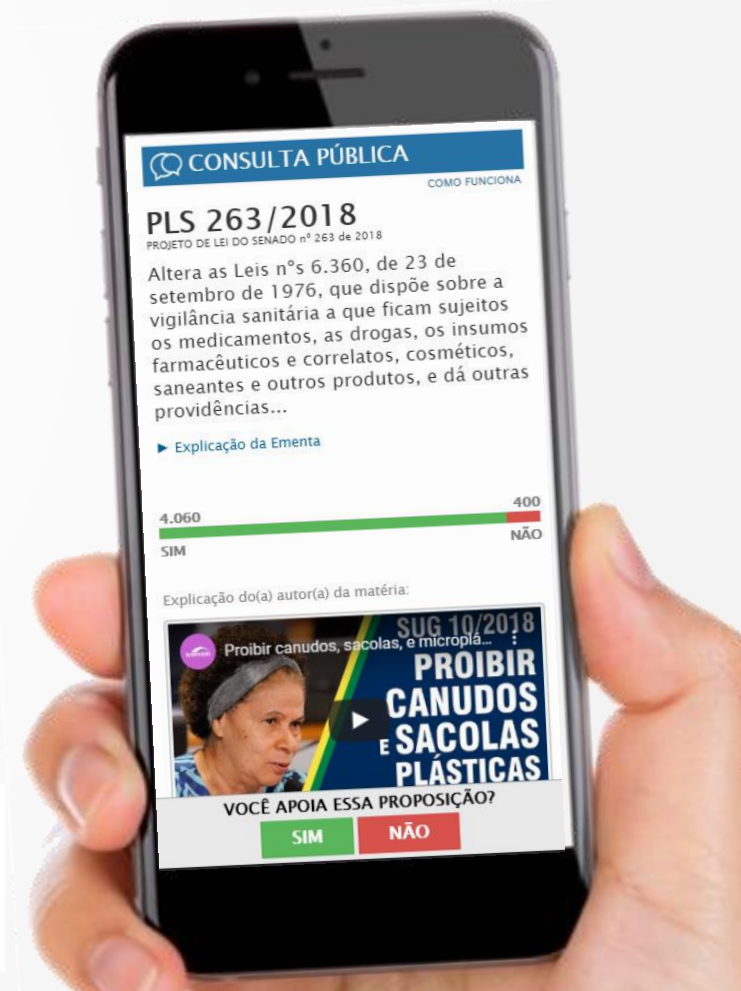 CONSULTA PÚBLICA
COMO FUNCIONA
PLS 263/2018
PROJETO DE LEI DO SENADO nº 263 de 2018
Altera as Leis nºs 6.360, de 23 de
setembro de 1976, que dispõe sobre a
vigilância sanitária a que ficam sujeitos
os medicamentos, as drogas, os insumos
farmacêuticos e correlatos, cosméticos,
saneantes e outros produtos, e dá outras
providências...
► Explicação da Ementa
4.060
400
SIM
NÃO
Explicação do(a) autor(a) da matéria:
Proibir canudos, sacolas, e microplá...
SUG 10/2018
PROIBIR
CANUDOS
E SACOLAS
PLÁSTICAS
VOCÊ APOIA ESSA PROPOSIÇÃO?
SIM
NÃO